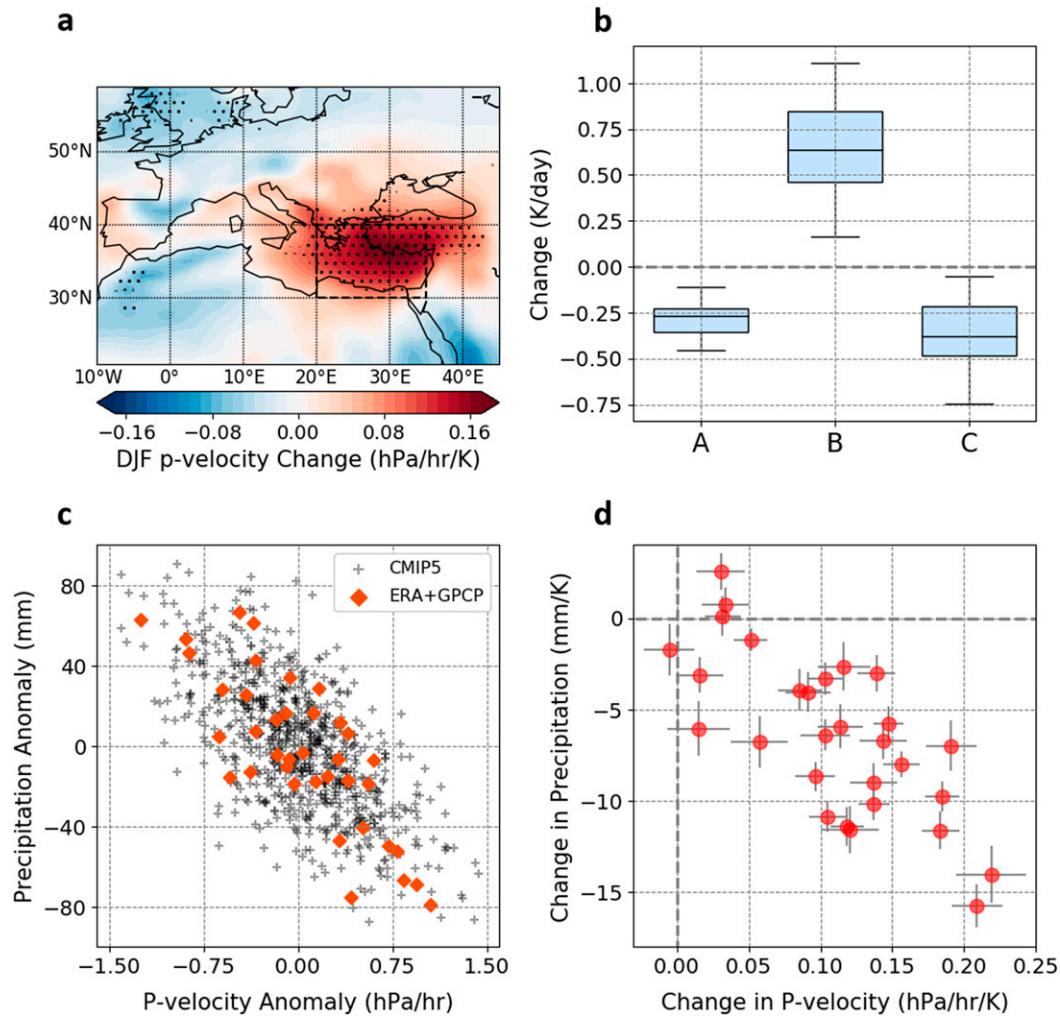 a
50°N
40°N
30°N
10°W 0° 10°E 20°E 30°E 40°E
−0.16 −0.08 0.00 0.08 0.16
DJF p-velocity Change (hPa/hr/K)
b
Change (K/day)
1.00
0.75
0.50
0.25
0.00
−0.25
−0.50
−0.75
A B C
c
Precipitation Anomaly (mm)
80
40
0
−40
−80
CMIP5
ERA+GPCP
−1.50 −0.75 0.00 0.75 1.50
P-velocity Anomaly (hPa/hr)
d
Change in Precipitation (mm/K)
0
−5
−10
−15
0.00 0.05 0.10 0.15 0.20 0.25
Change in P-velocity (hPa/hr/K)